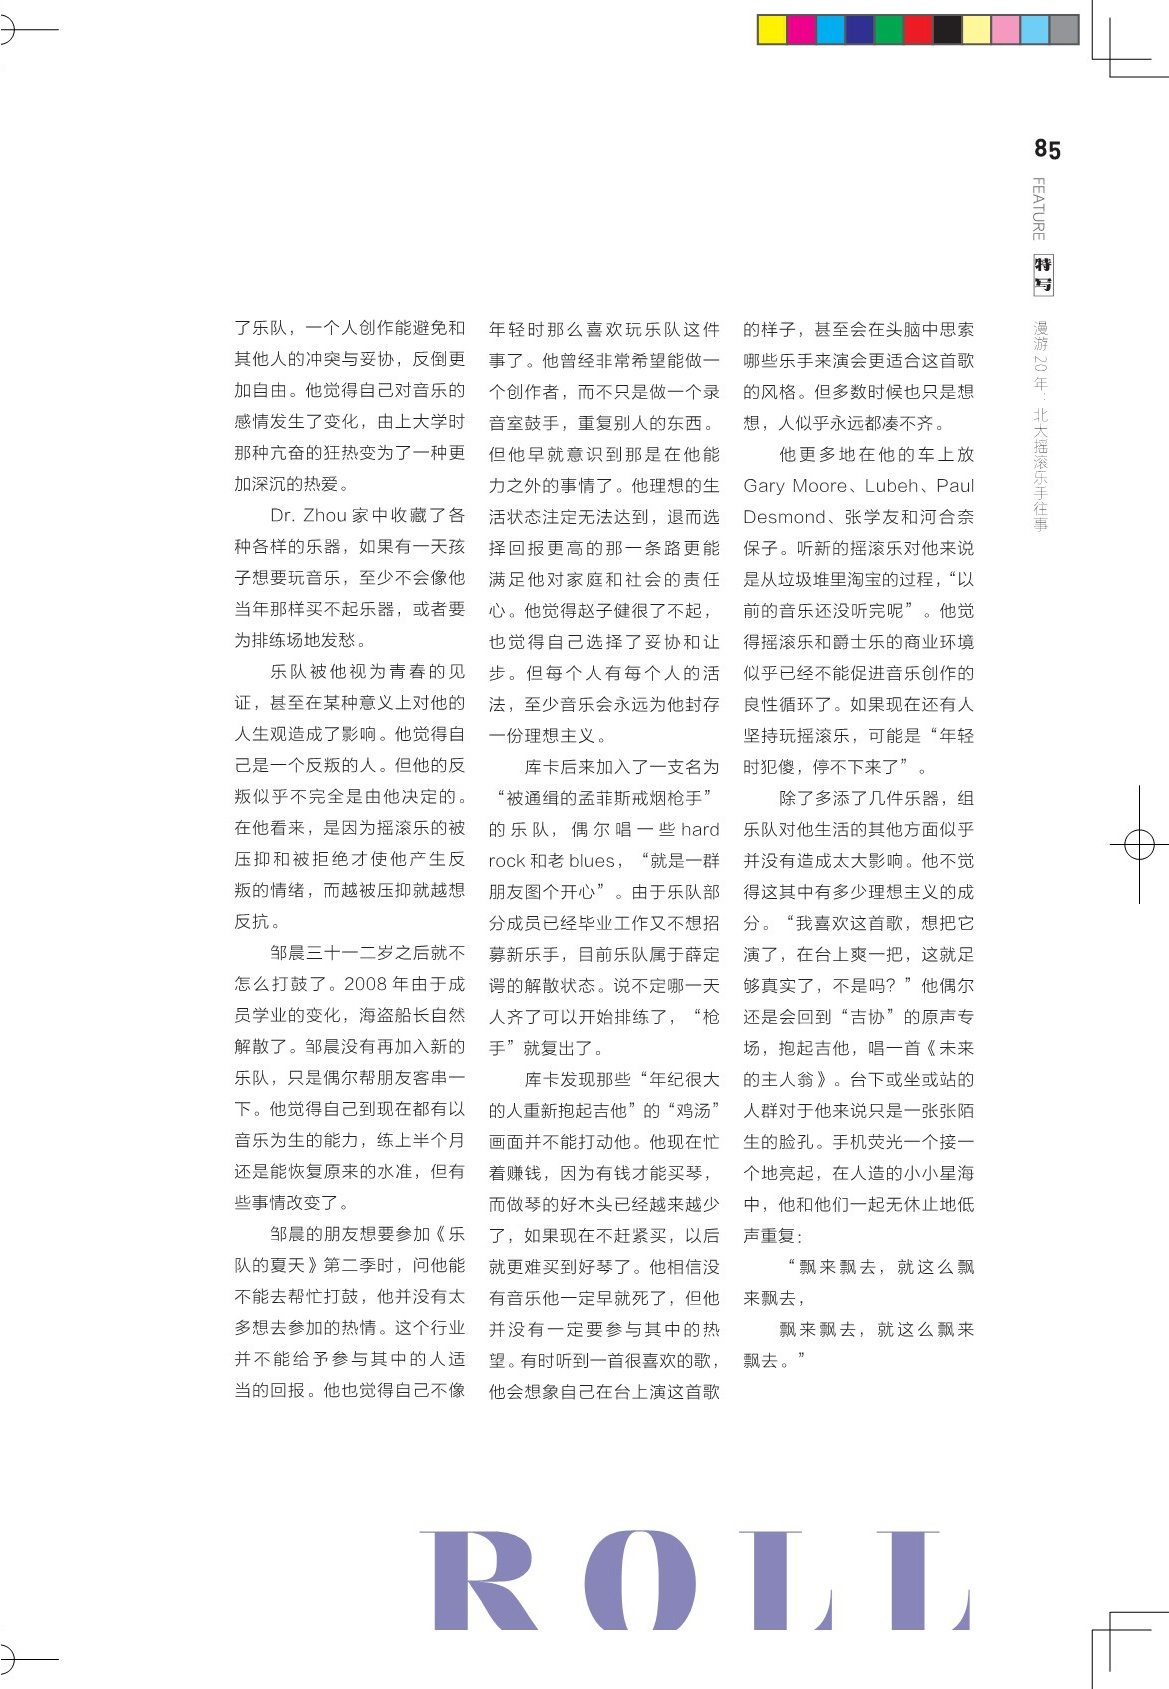 85
FEATURE
特写
漫游 20 年：北大摇滚乐手往事
了乐队，一个人创作能避免和
其他人的冲突与妥协，反倒更
加自由。他觉得自己对音乐的
感情发生了变化，由上大学时
那种亢奋的狂热变为了一种更
加深沉的热爱。
Dr. Zhou 家中收藏了各
种各样的乐器，如果有一天孩
子想要玩音乐，至少不会像他
当年那样买不起乐器，或者要
为排练场地发愁。
乐队被他视为青春的见
证，甚至在某种意义上对他的
人生观造成了影响。他觉得自
己是一个反叛的人。但他的反
叛似乎不完全是由他决定的。
在他看来，是因为摇滚乐的被
压抑和被拒绝才使他产生反
叛的情绪，而越被压抑就越想
反抗。
邹晨三十一二岁之后就不
怎么打鼓了。2008 年由于成
员学业的变化，海盗船长自然
解散了。邹晨没有再加入新的
乐队，只是偶尔帮朋友客串一
下。他觉得自己到现在都有以
音乐为生的能力，练上半个月
还是能恢复原来的水准，但有
些事情改变了。
邹晨的朋友想要参加《乐
队的夏天》第二季时，问他能
不能去帮忙打鼓，他并没有太
多想去参加的热情。这个行业
并不能给予参与其中的人适
当的回报。他也觉得自己不像
年轻时那么喜欢玩乐队这件
事了。他曾经非常希望能做一
个创作者，而不只是做一个录
音室鼓手，重复别人的东西。
但他早就意识到那是在他能
力之外的事情了。他理想的生
活状态注定无法达到，退而选
择回报更高的那一条路更能
满足他对家庭和社会的责任
心。他觉得赵子健很了不起，
也觉得自己选择了妥协和让
步。但每个人有每个人的活
法，至少音乐会永远为他封存
一份理想主义。
库卡后来加入了一支名为
“被通缉的孟菲斯戒烟枪手”
的乐队，偶尔唱一些 hard
rock 和老 blues，“就是一群
朋友图个开心”。由于乐队部
分成员已经毕业工作又不想招
募新乐手，目前乐队属于薛定
谔的解散状态。说不定哪一天
人齐了可以开始排练了，“枪
手”就复出了。
库卡发现那些“年纪很大
的人重新抱起吉他”的“鸡汤”
画面并不能打动他。他现在忙
着赚钱，因为有钱才能买琴，
而做琴的好木头已经越来越少
了，如果现在不赶紧买，以后
就更难买到好琴了。他相信没
有音乐他一定早就死了，但他
并没有一定要参与其中的热
望。有时听到一首很喜欢的歌，
他会想象自己在台上演这首歌
的样子，甚至会在头脑中思索
哪些乐手来演会更适合这首歌
的风格。但多数时候也只是想
想，人似乎永远都凑不齐。
他更多地在他的车上放
Gary Moore、Lubeh、Paul
Desmond、张学友和河合奈
保子。听新的摇滚乐对他来说
是从垃圾堆里淘宝的过程，“以
前的音乐还没听完呢”。他觉
得摇滚乐和爵士乐的商业环境
似乎已经不能促进音乐创作的
良性循环了。如果现在还有人
坚持玩摇滚乐，可能是“年轻
时犯傻，停不下来了”。
除了多添了几件乐器，组
乐队对他生活的其他方面似乎
并没有造成太大影响。他不觉
得这其中有多少理想主义的成
分。“我喜欢这首歌，想把它
演了，在台上爽一把，这就足
够真实了，不是吗？”他偶尔
还是会回到“吉协”的原声专
场，抱起吉他，唱一首《未来
的主人翁》。台下或坐或站的
人群对于他来说只是一张张陌
生的脸孔。手机荧光一个接一
个地亮起，在人造的小小星海
中，他和他们一起无休止地低
声重复：
“飘来飘去，就这么飘
来飘去，
飘来飘去，就这么飘来
飘去。”
ROLL